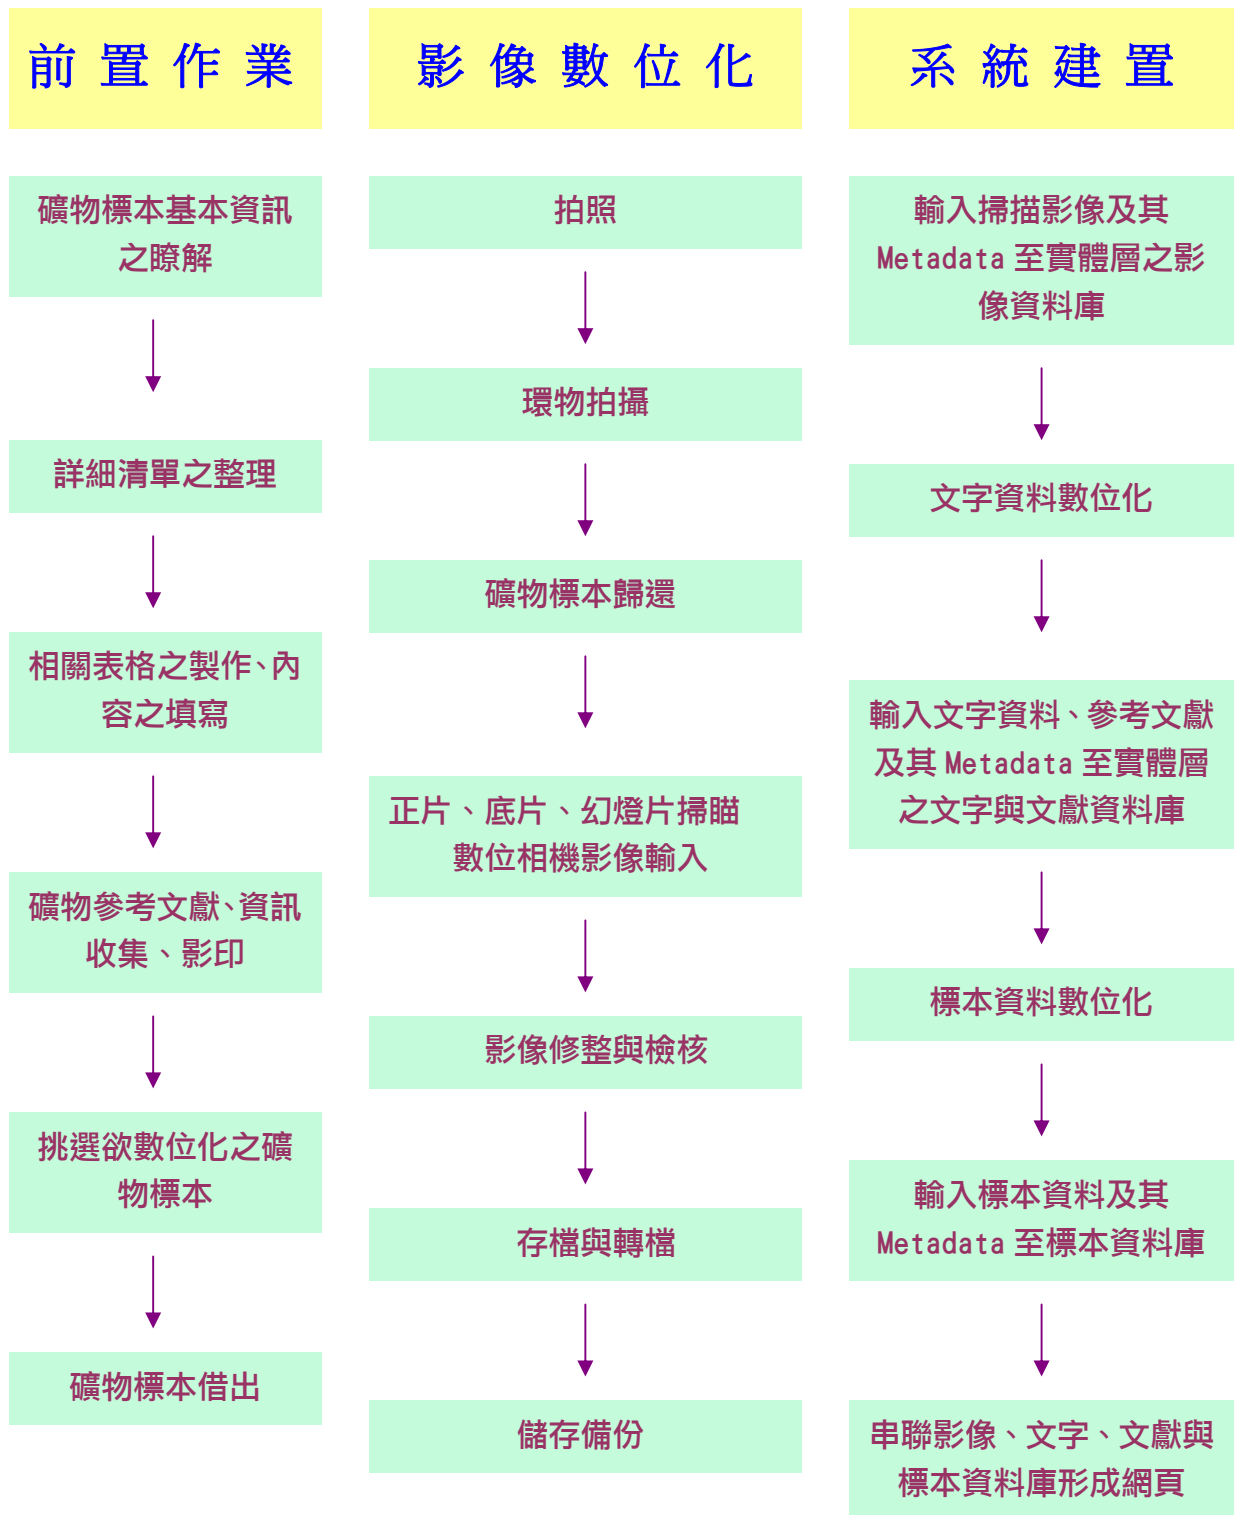 前置作業
礦物標本基本資訊
之瞭解
詳細清單之整理
相關表格之製作、內
容之填寫
礦物參考文獻、資訊
收集、影印
挑選欲數位化之礦
物標本
礦物標本借出
影像數位化
拍照
環物拍攝
礦物標本歸還
正片、底片、幻燈片掃瞄
數位相機影像輸入
影像修整與檢核
存檔與轉檔
儲存備份
系統建置
輸入掃描影像及其
Metadata 至實體層之影
像資料庫
文字資料數位化
輸入文字資料、參考文獻
及其 Metadata 至實體層
之文字與文獻資料庫
標本資料數位化
輸入標本資料及其
Metadata 至標本資料庫
串聯影像、文字、文獻與
標本資料庫形成網頁